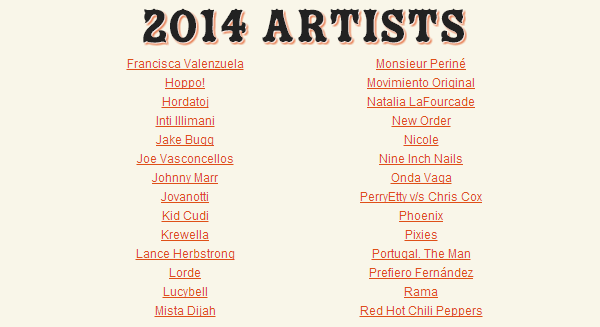 2014 ARTISTS
Francisca Valenzuela
Hoppo!
Hordatoj
Inti Illimani
Jake Bugg
Joe Vasconcellos
Johnny Marr
Jovanotti
Kid Cudi
Krewella
Lance Herbstrong
Lorde
Lucybell
Mista Dijah
Monsieur Periné
Movimiento Original
Natalia LaFourcade
New Order
Nicole
Nine Inch Nails
Onda Vaga
PerryEtty v/s Chris Cox
Phoenix
Pixies
Portugal. The Man
Prefiero Fernández
Rama
Red Hot Chili Peppers